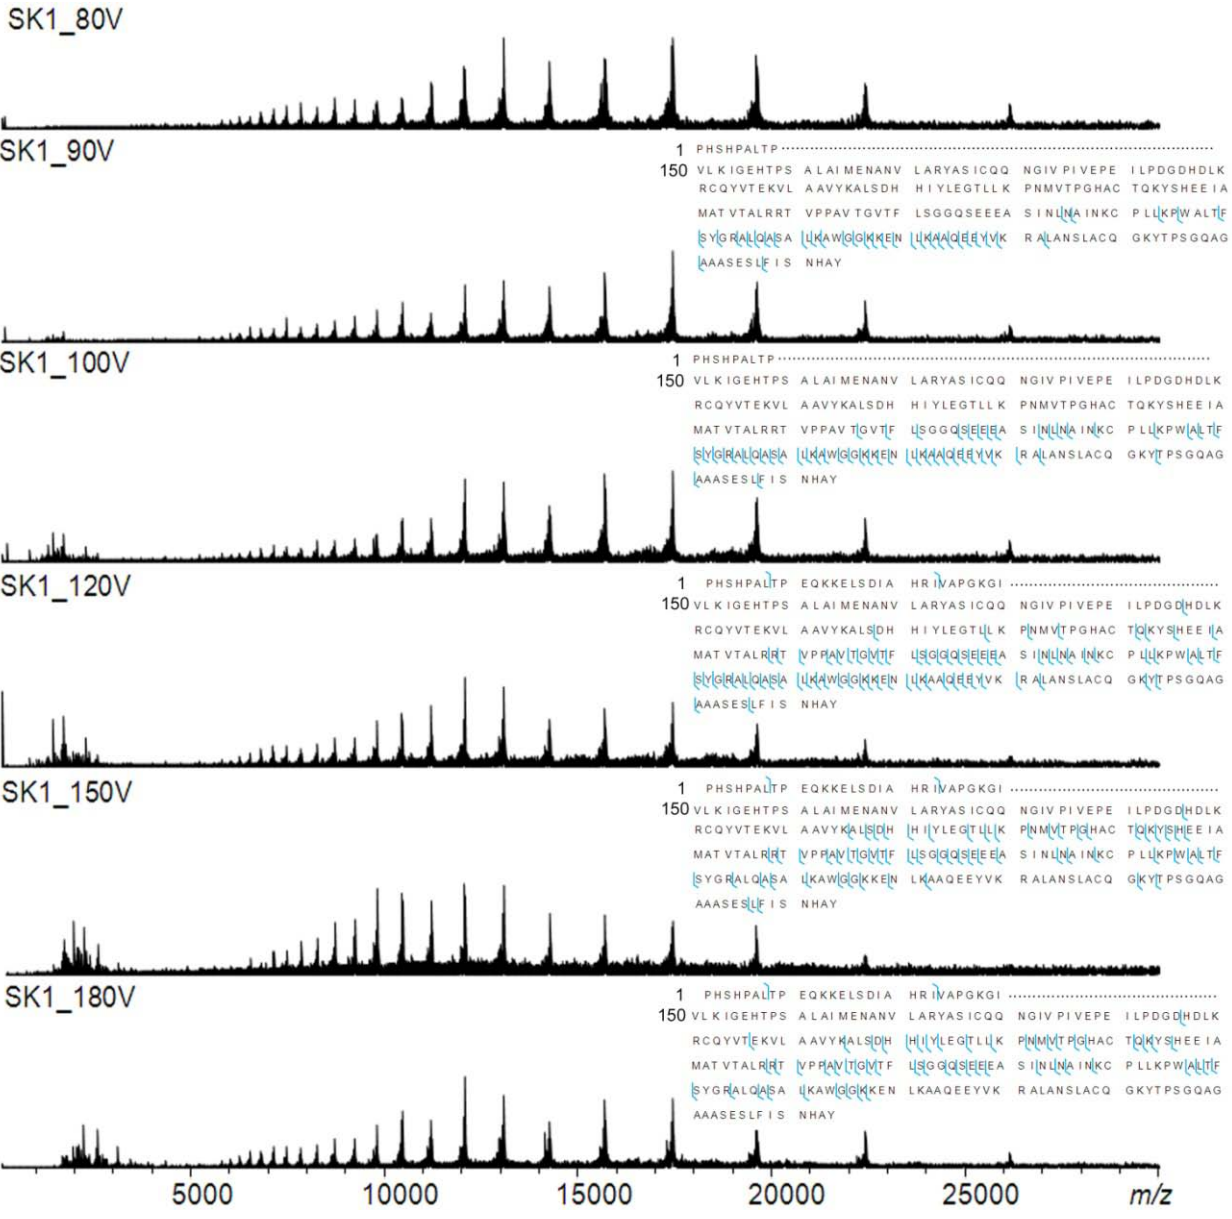 SK1_80V
SK1_90V
1 PHSHPALTP
150 VLKIGEHTPS ALAIMENANV LARYASICQQ NGIVPIVEPE ILPDGDHDLK
RCQYVTEKVL AAVYKALSDH HIYLEGTLLK PNMVTPGHAC TQKYSHEEIA
MATVTALRRT VPPAVTGVTF LSGGQSEEEA SINLNAINKC PLLKPWALTF
SYGRALQASA LKAWGGKKEN LKAAQEEYVK RALANSLACQ GKYTPSGQAG
AAASESLFIS NHAY
SK1_100V
1 PHSHPALTP
150 VLKIGEHTPS ALAIMENANV LARYASICQQ NGIVPIVEPE ILPDGDHDLK
RCQYVTEKVL AAVYKALSDH HIYLEGTLLK PNMVTPGHAC TQKYSHEEIA
MATVTALRRT VPPAVTGVTF LSGGQSEEEA SINLNAINKC PLLKPWALTF
SYGRALQASA LKAWGGKKEN LKAAQEEYVK RALANSLACQ GKYTPSGQAG
AAASESLFIS NHAY
SK1_120V
1 PHSHPALTP EQKKELSDIA HRIVAPGKGI
150 VLKIGEHTPS ALAIMENANV LARYASICQQ NGIVPIVEPE ILPDGDHDLK
RCQYVTEKVL AAVYKALSDH HIYLEGTLLK PNMVTPGHAC TQKYSHEEIA
MATVTALRRT VPPAVTGVTF LSGGQSEEEA SINLNAINKC PLLKPWALTF
SYGRALQASA LKAWGGKKEN LKAAQEEYVK RALANSLACQ GKYTPSGQAG
AAASESLFIS NHAY
SK1_150V
1 PHSHPALTP EQKKELSDIA HRIVAPGKGI
150 VLKIGEHTPS ALAIMENANV LARYASICQQ NGIVPIVEPE ILPDGDHDLK
RCQYVTEKVL AAVYKALSDH HIYLEGTLLK PNMVTPGHAC TQKYSHEEIA
MATVTALRRT VPPAVTGVTF LSGGQSEEEA SINLNAINKC PLLKPWALTF
SYGRALQASA LKAWGGKKEN LKAAQEEYVK RALANSLACQ GKYTPSGQAG
AAASESLFIS NHAY
SK1_180V
1 PHSHPALTP EQKKELSDIA HRIVAPGKGI
150 VLKIGEHTPS ALAIMENANV LARYASICQQ NGIVPIVEPE ILPDGDHDLK
RCQYVTEKVL AAVYKALSDH HIYLEGTLLK PNMVTPGHAC TQKYSHEEIA
MATVTALRRT VPPAVTGVTF LSGGQSEEEA SINLNAINKC PLLKPWALTF
SYGRALQASA LKAWGGKKEN LKAAQEEYVK RALANSLACQ GKYTPSGQAG
AAASESLFIS NHAY
5000 10000 15000 20000 25000 m/z